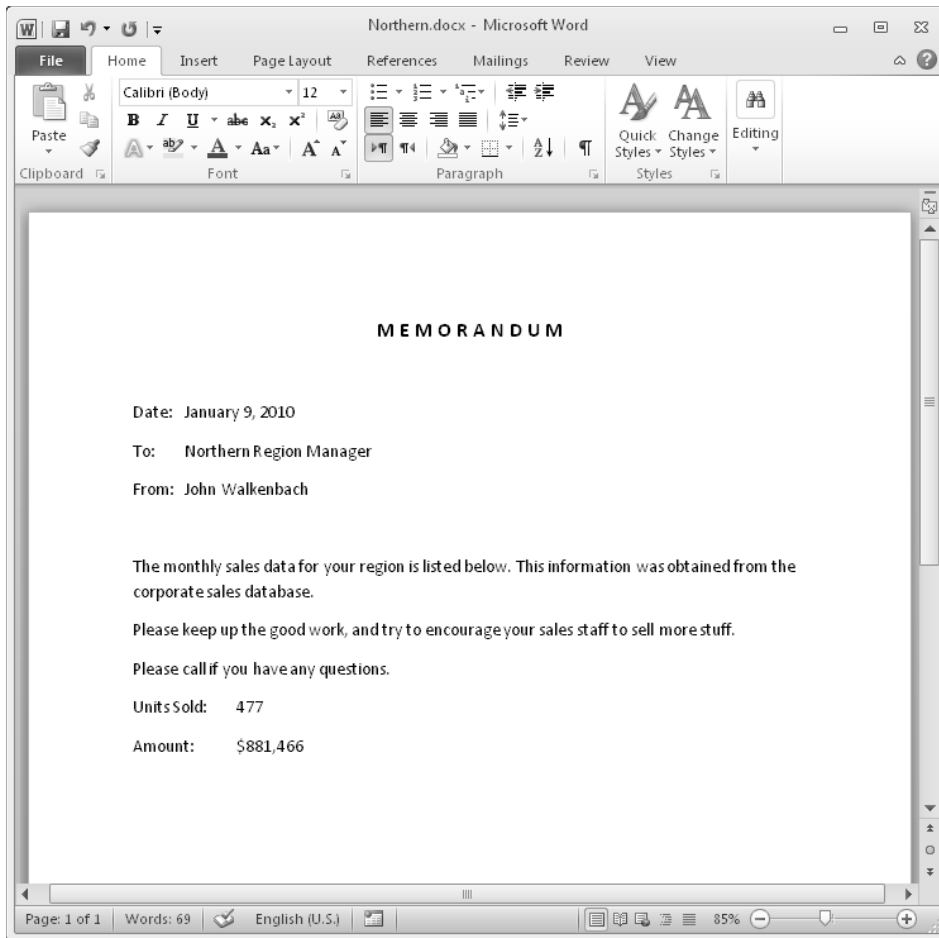 Northern.docx - Microsoft Word
File Home Insert Page Layout References Mailings Review View
Calibri (Body) 12
Paste
B I U abc x₂ x²
Aa A A
Quick Styles Change Styles Editing
Clipboard Font Paragraph Styles
MEMORANDUM
Date: January 9, 2010
To: Northern Region Manager
From: John Walkenbach
The monthly sales data for your region is listed below. This information was obtained from the
corporate sales database.
Please keep up the good work, and try to encourage your sales staff to sell more stuff.
Please call if you have any questions.
Units Sold: 477
Amount: $881,466
Page: 1 of 1 Words: 69 English (U.S.) 85%